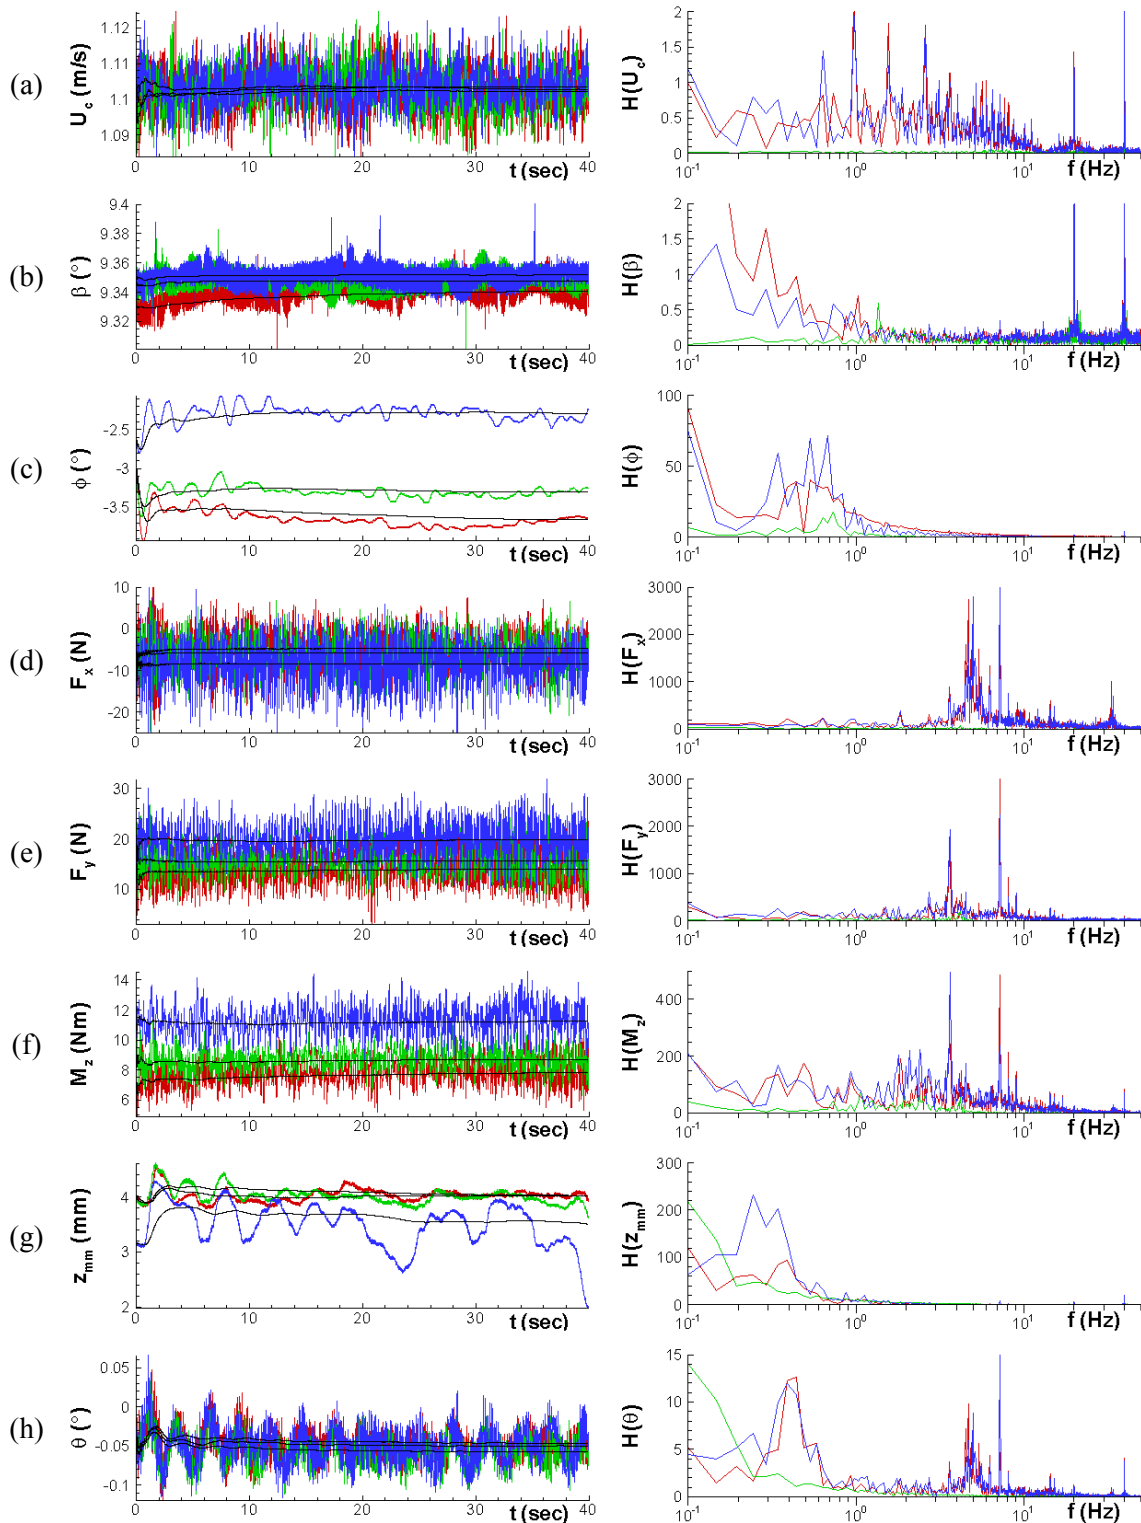 (a)
U_c (m/s)
1.12
1.11
1.1
1.09
0 10 20 30 40
t (sec)
H(U_c)
2
1.5
1
0.5
0
10^-1 10^0 10^1
f (Hz)
(b)
β (°)
9.4
9.38
9.36
9.34
9.32
0 10 20 30 40
t (sec)
H(β)
2
1.5
1
0.5
0
10^-1 10^0 10^1
f (Hz)
(c)
ϕ (°)
-2.5
-3
-3.5
0 10 20 30 40
t (sec)
H(ϕ)
100
50
0
10^-1 10^0 10^1
f (Hz)
(d)
F_x (N)
10
0
-10
-20
0 10 20 30 40
t (sec)
H(F_x)
3000
2000
1000
0
10^-1 10^0 10^1
f (Hz)
(e)
F_y (N)
30
20
10
0 10 20 30 40
t (sec)
H(F_y)
3000
2000
1000
0
10^-1 10^0 10^1
f (Hz)
(f)
M_z (Nm)
14
12
10
8
6
0 10 20 30 40
t (sec)
H(M_z)
400
200
0
10^-1 10^0 10^1
f (Hz)
(g)
z_mm (mm)
4
3
2
0 10 20 30 40
t (sec)
H(z_mm)
300
200
100
0
10^-1 10^0 10^1
f (Hz)
(h)
θ (°)
0.05
0
-0.05
-0.1
0 10 20 30 40
t (sec)
H(θ)
15
10
5
0
10^-1 10^0 10^1
f (Hz)